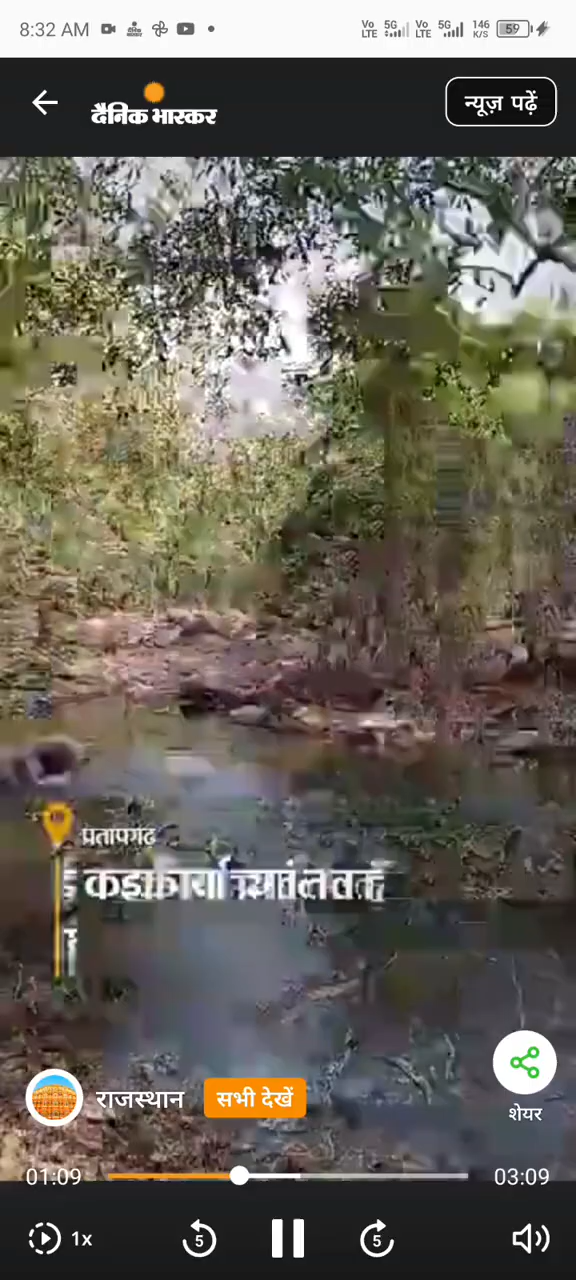 8:32 AM
Vo LTE 5G Vo LTE 5G 146 K/S 59
दैनिक भास्कर
न्यूज़ पढ़ें
प्रतापगढ़
राजस्थान
सभी देखें
शेयर
01:09
03:09
1x
5
5